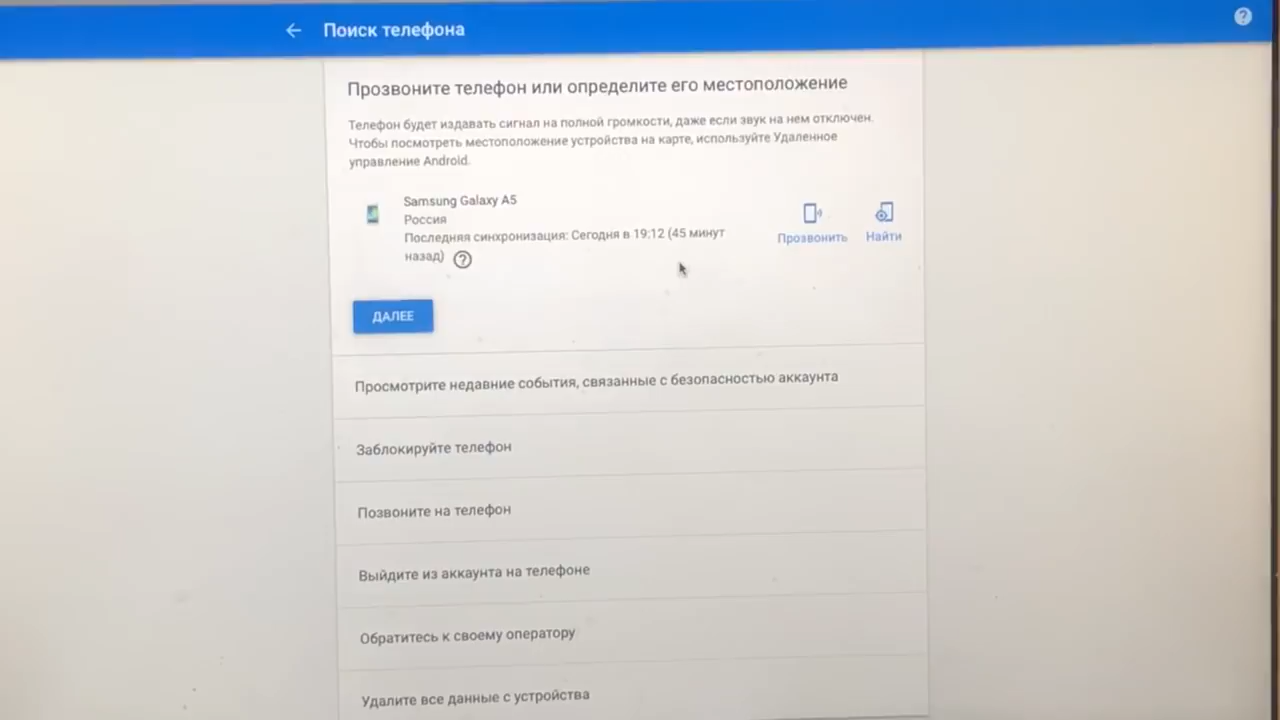 Поиск телефона
?
Прозвоните телефон или определите его местоположение
Телефон будет издавать сигнал на полной громкости, даже если звук на нем отключен.
Чтобы посмотреть местоположение устройства на карте, используйте Удаленное
управление Android.
Samsung Galaxy A5
Россия
Последняя синхронизация: Сегодня в 19:12 (45 минут
назад) ?
Прозвонить
Найти
ДАЛЕЕ
Просмотрите недавние события, связанные с безопасностью аккаунта
Заблокируйте телефон
Позвоните на телефон
Выйдите из аккаунта на телефоне
Обратитесь к своему оператору
Удалите все данные с устройства